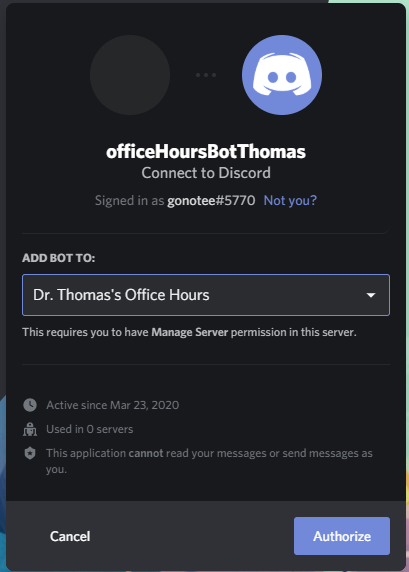 officeHoursBotThomas
Connect to Discord
Signed in as gonotee#5770 Not you?
ADD BOT TO:
Dr. Thomas's Office Hours
This requires you to have Manage Server permission in this server.
Active since Mar 23, 2020
Used in 0 servers
This application cannot read your messages or send messages as
you.
Cancel Authorize